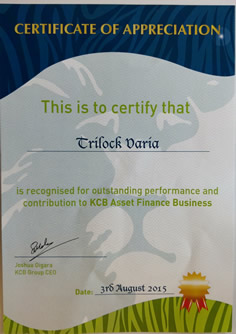 CERTIFICATE OF APPRECIATION
This is to certify that
Trilock Varia
is recognised for outstanding performance and
contribution to KCB Asset Finance Business
Joshua Oigara
KCB Group CEO
Date: 3rd August 2015